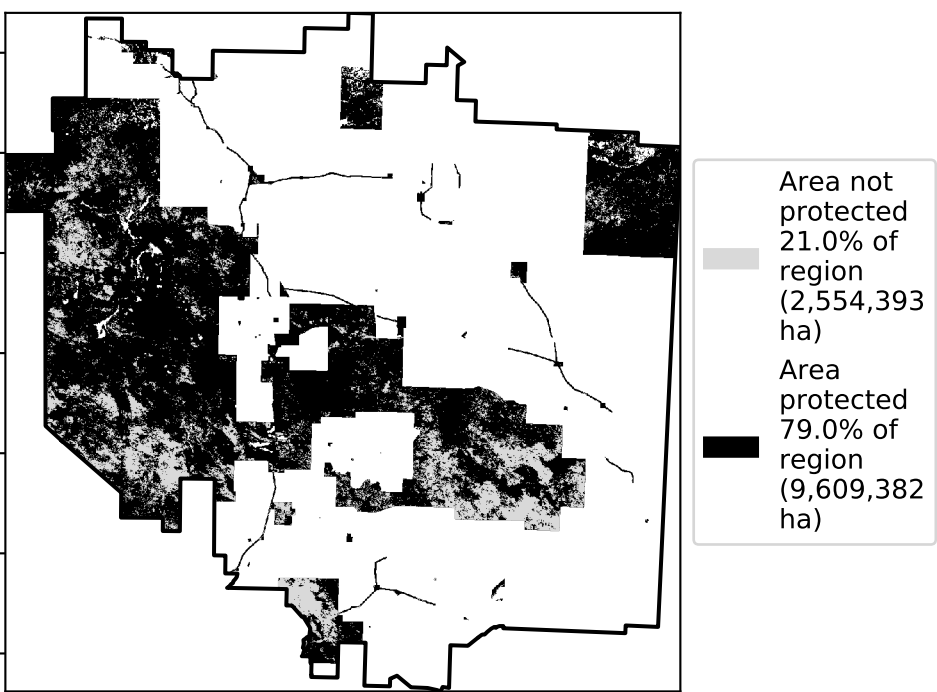 Area not
protected
21.0% of
region
(2,554,393
ha)
Area
protected
79.0% of
region
(9,609,382
ha)